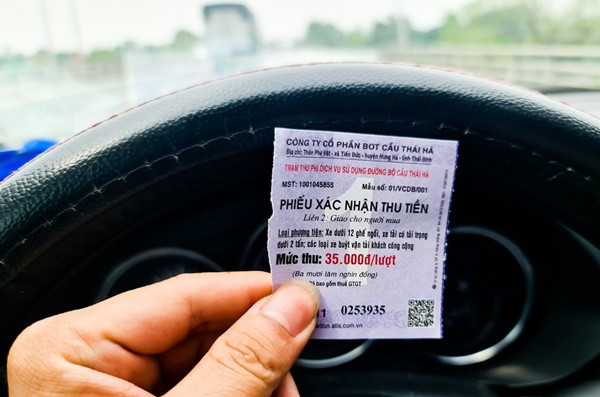 CÔNG TY CỔ PHẦN BOT CẦU THÁI HÀ
Địa chỉ: Thôn Phú Vật - xã Tiến Đức - huyện Hưng Hà - tỉnh Thái Bình
TRẠM THU PHÍ DỊCH VỤ SỬ DỤNG ĐƯỜNG BỘ CẦU THÁI HÀ
MST: 1001045855 Mẫu số: 01/VCDB/001
PHIẾU XÁC NHẬN THU TIỀN
Liên 2: Giao cho người mua
Loại phương tiện: Xe dưới 12 ghế ngồi, xe tải có tải trọng
dưới 2 tấn; các loại xe buýt vận tải khách công cộng
Mức thu: 35.000đ/lượt
(Ba mươi lăm nghìn đồng)
bao gồm thuế GTGT
0253935